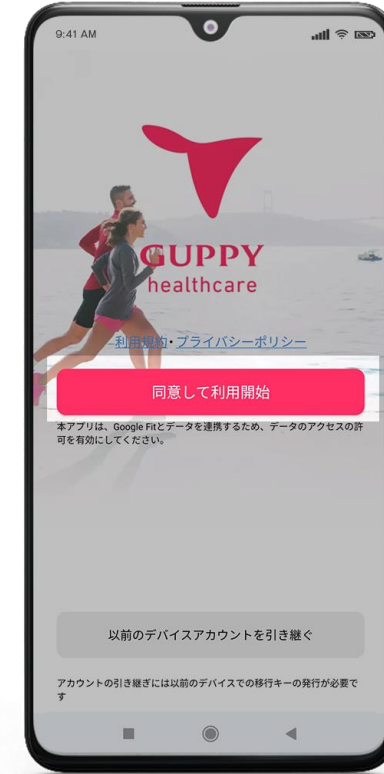 9:41 AM
GUPPY
healthcare
利用規約・プライバシーポリシー
同意して利用開始
本アプリは、Google Fitとデータを連携するため、データのアクセスの許
可を有効にしてください。
以前のデバイスアカウントを引き継ぐ
アカウントの引き継ぎには以前のデバイスでの移行キーの発行が必要で
す